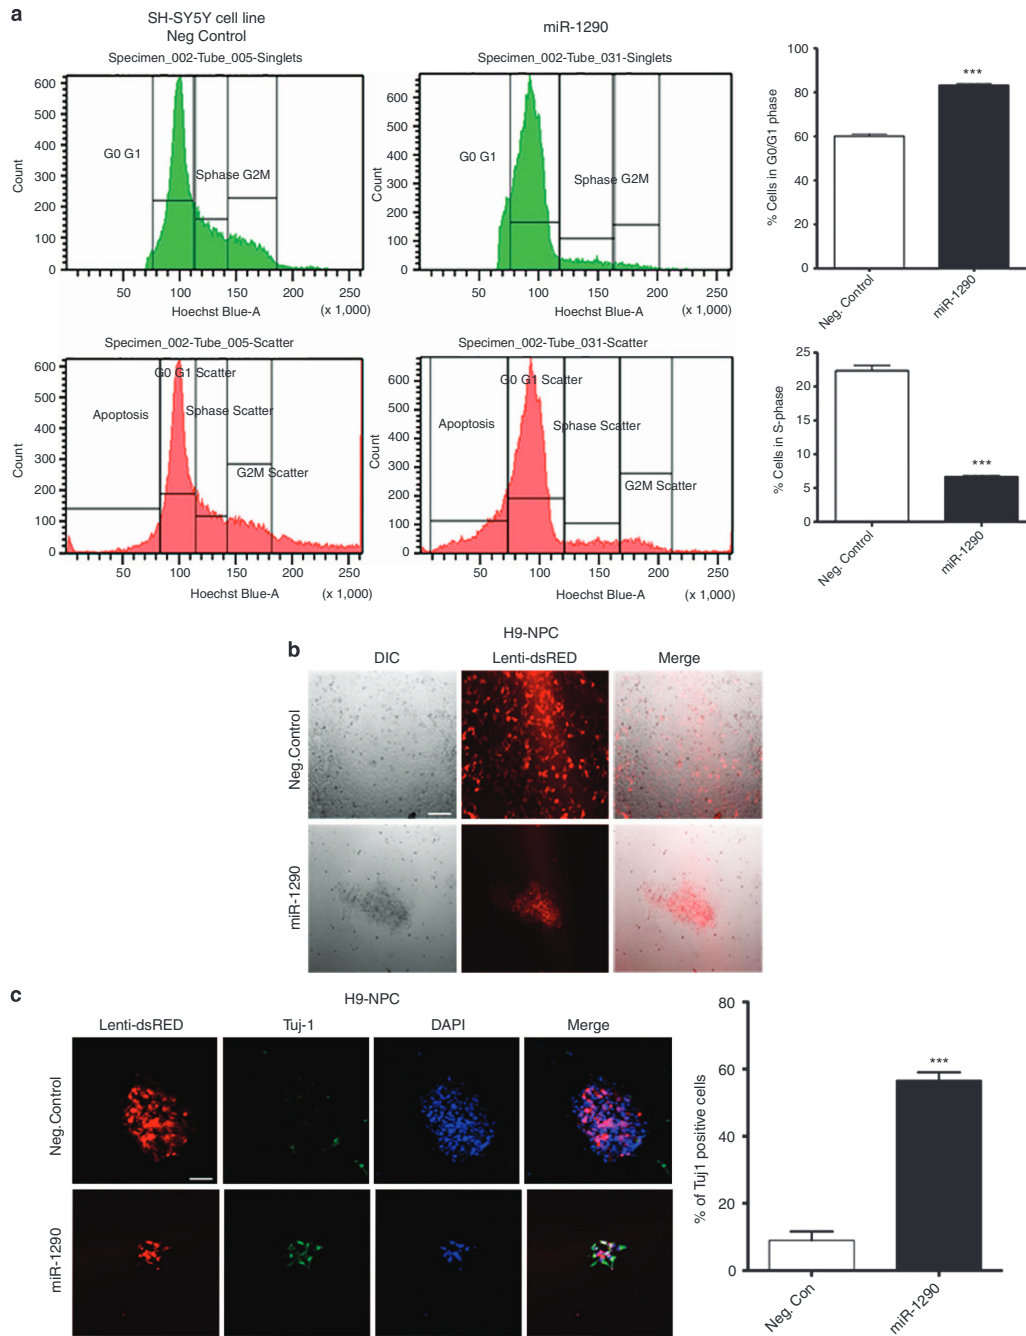 a
SH-SY5Y cell line
Neg Control
miR-1290
Specimen_002-Tube_005-Singlets
600
500
400
300
200
100
0
Count
G0 G1
Sphase G2M
50 100 150 200 250
Hoechst Blue-A
(x 1,000)
Specimen_002-Tube_031-Singlets
600
500
400
300
200
100
0
Count
G0 G1
Sphase G2M
50 100 150 200 250
Hoechst Blue-A
(x 1,000)
% Cells in G0/G1 phase
100
80
60
40
20
0
***
Neg. Control
miR-1290
Specimen_002-Tube_005-Scatter
600
500
400
300
200
100
0
Count
G0 G1 Scatter
Apoptosis
Sphase Scatter
G2M Scatter
50 100 150 200 250
Hoechst Blue-A
(x 1,000)
Specimen_002-Tube_031-Scatter
600
500
400
300
200
100
0
Count
G0 G1 Scatter
Apoptosis
Sphase Scatter
G2M Scatter
50 100 150 200 250
Hoechst Blue-A
(x 1,000)
% Cells in S-phase
25
20
15
10
5
0
***
Neg. Control
miR-1290
b
H9-NPC
DIC
Lenti-dsRED
Merge
Neg.Control
miR-1290
c
H9-NPC
Lenti-dsRED
Tuj-1
DAPI
Merge
Neg.Control
miR-1290
% of Tuj1 positive cells
80
60
40
20
0
***
Neg. Con
miR-1290